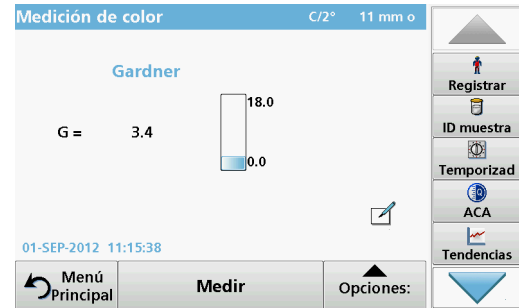 Medición de color C/2° 11 mm o
Gardner
G = 3.4
18.0
0.0
01-SEP-2012 11:15:38
Menú Principal
Medir
Opciones:
Registrar
ID muestra
Temporizad
ACA
Tendencias